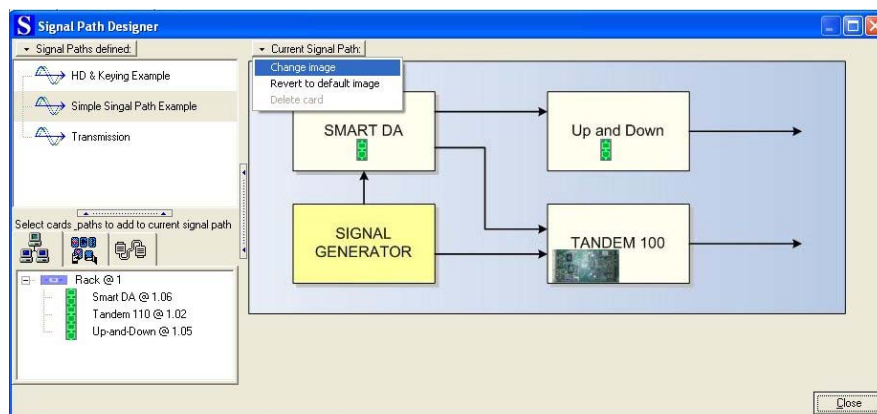 S Signal Path Designer
Signal Paths defined:
HD & Keying Example
Simple Singal Path Example
Transmission
Select cards _paths to add to current signal path
Rack @ 1
Smart DA @ 1.06
Tandem 110 @ 1.02
Up-and-Down @ 1.05
Current Signal Path:
Change image
Revert to default image
Delete card
SMART DA
Up and Down
SIGNAL
GENERATOR
TANDEM 100
Close